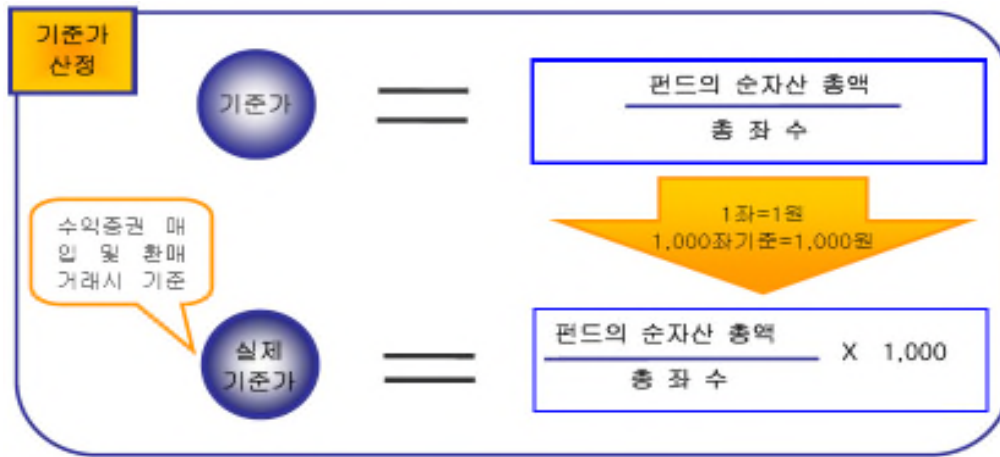 기준가
산정
기준가
펀드의 순자산 총액
총 좌 수
1좌=1원
1,000좌기준=1,000원
수익증권 매
입 및 환매
거래시 기준
실제
기준가
펀드의 순자산 총액
총 좌 수
X 1,000